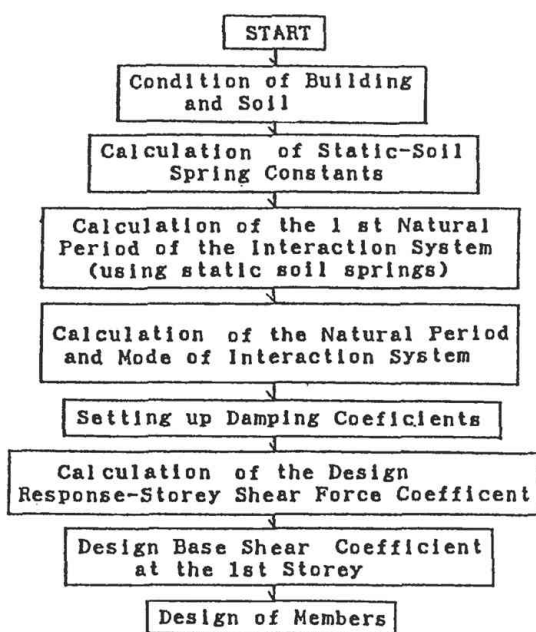 START
Condition of Building
and Soil
Calculation of Static-Soil
Spring Constants
Calculation of the 1 st Natural
Period of the Interaction System
(using static soil springs)
Calculation of the Natural Period
and Mode of Interaction System
Setting up Damping Coeficients
Calculation of the Design
Response-Storey Shear Force Coefficent
Design Base Shear Coefficient
at the 1st Storey
Design of Members